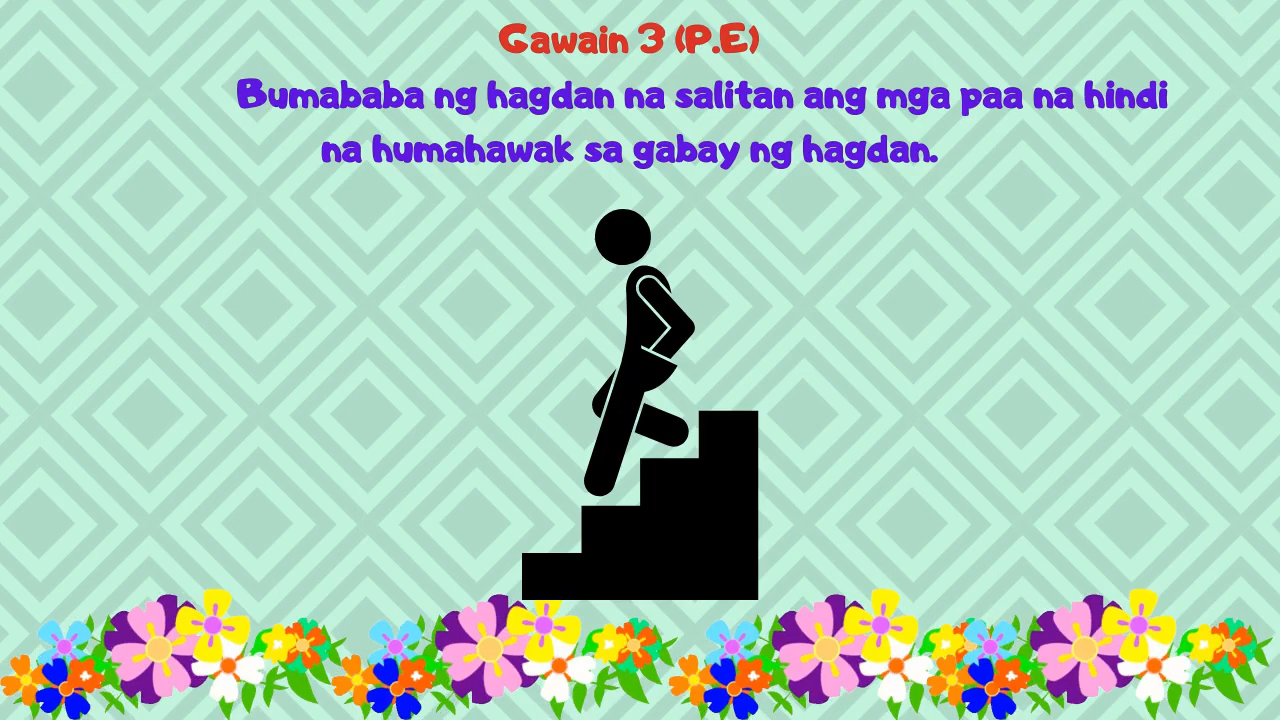 Gawain 3 (P.E)
Bumababa ng hagdan na salitan ang mga paa na hindi
na humahawak sa gabay ng hagdan.